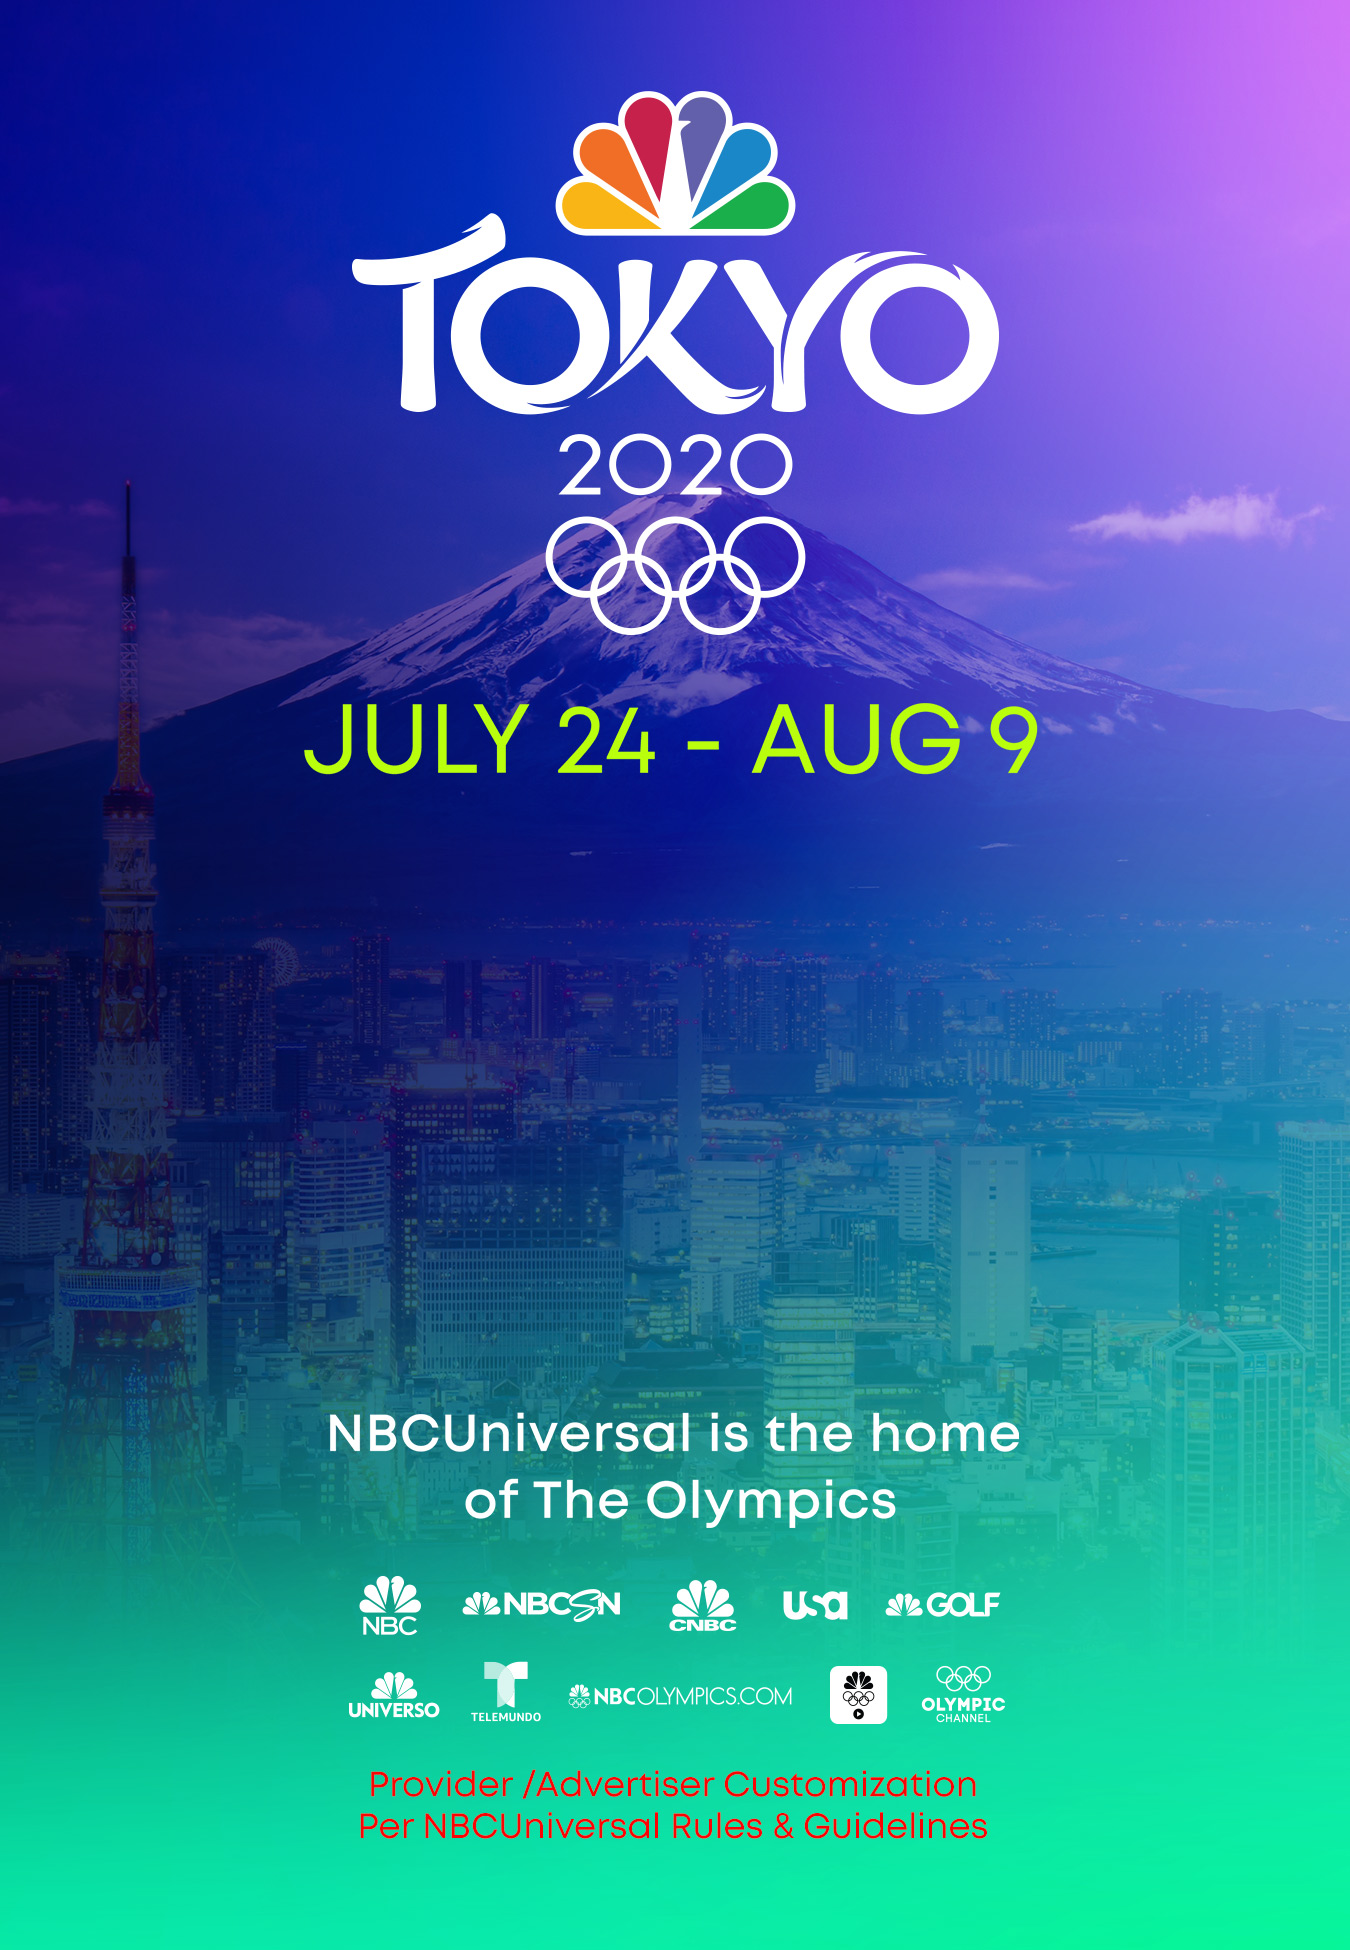 TOKYO
2020
JULY 24 - AUG 9
NBCUniversal is the home
of The Olympics
NBC NBCSN CNBC USA GOLF
UNIVERSO TELEMUNDO NBCOLYMPICS.COM OLYMPIC CHANNEL
Provider /Advertiser Customization
Per NBCUniversal Rules & Guidelines